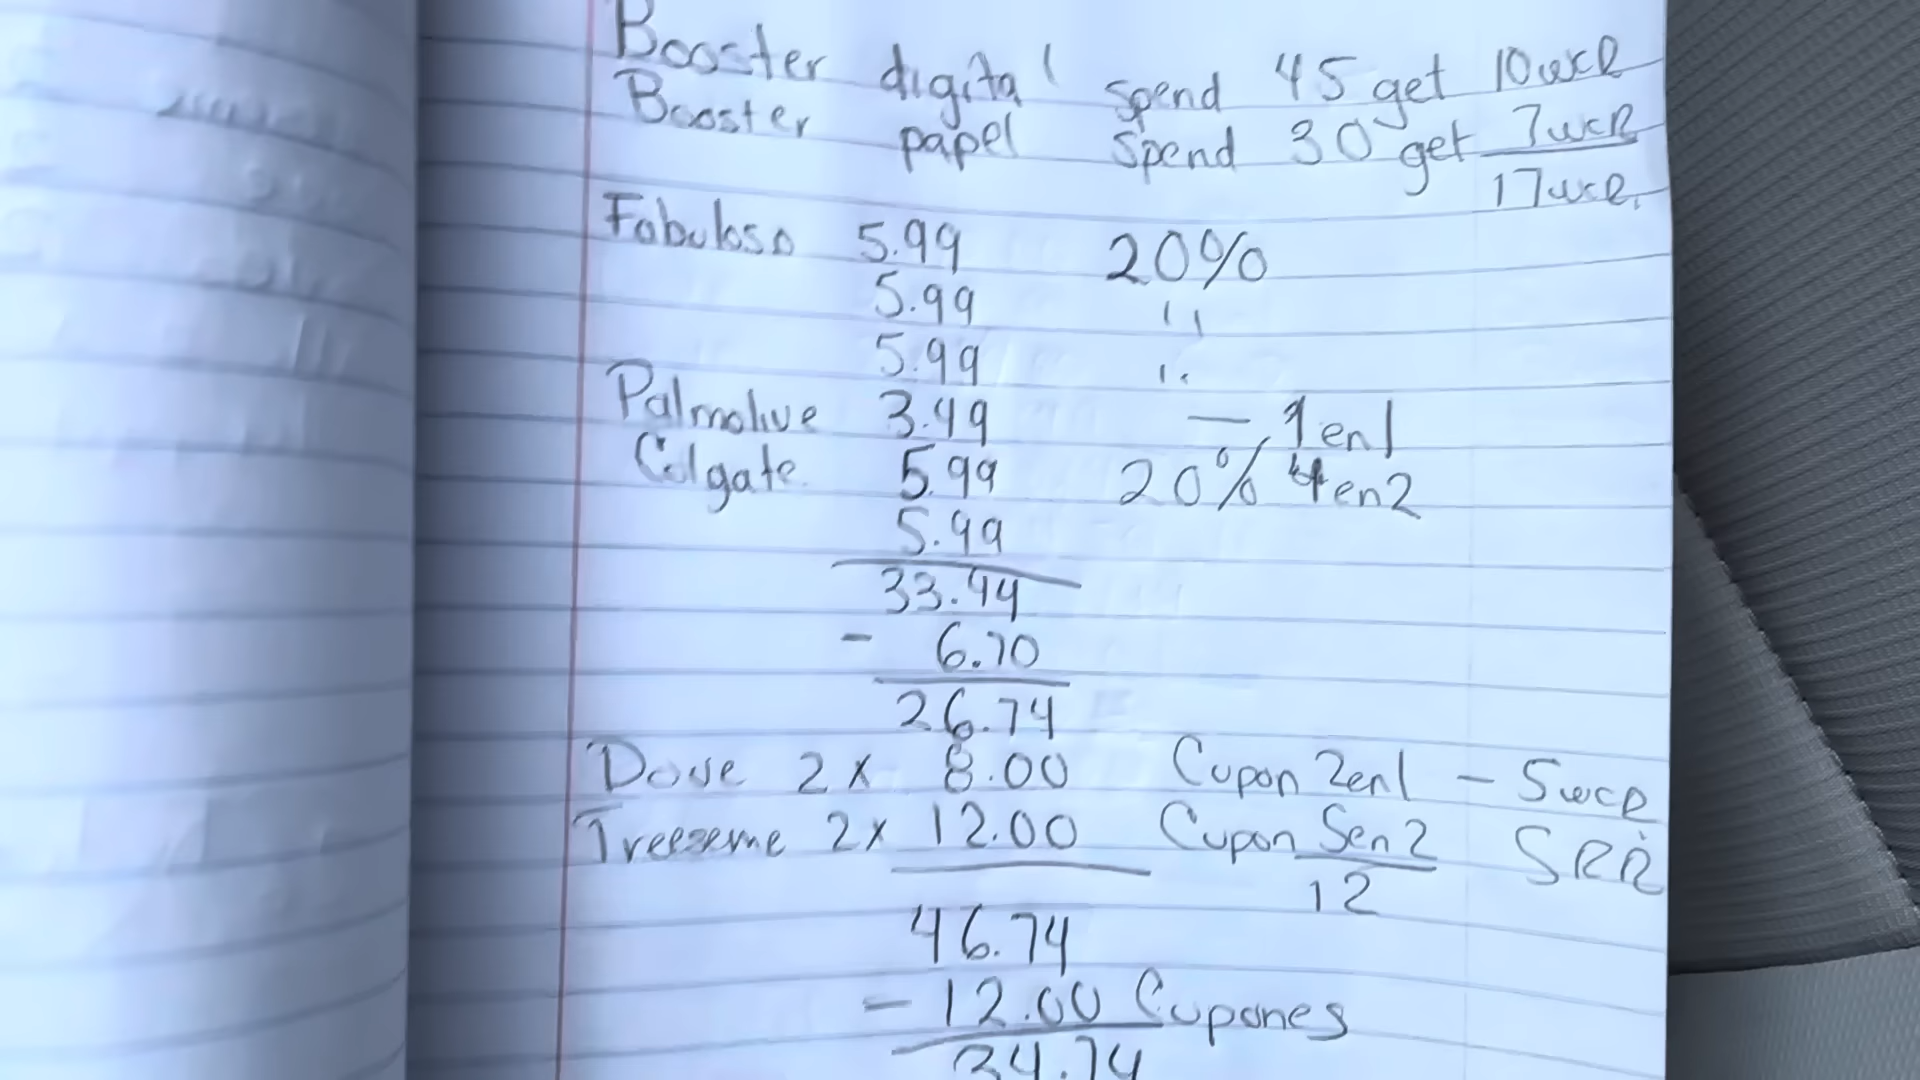 Booster digital spend 45 get 10wcR
Booster papel spend 30 get 7wcR
17wcR.
Fabuloso 5.99 20%
5.99 ''
5.99 ''
Palmolive 3.49 — 1en1
Colgate. 5.99 20% 4en2
5.99
33.44
- 6.70
26.74
Dove 2x 8.00 Cupon 2en1 - 5wcR
Treezeme 2x 12.00 Cupon 5en2 5RR
12
46.74
- 12.00 Cupones
34.74